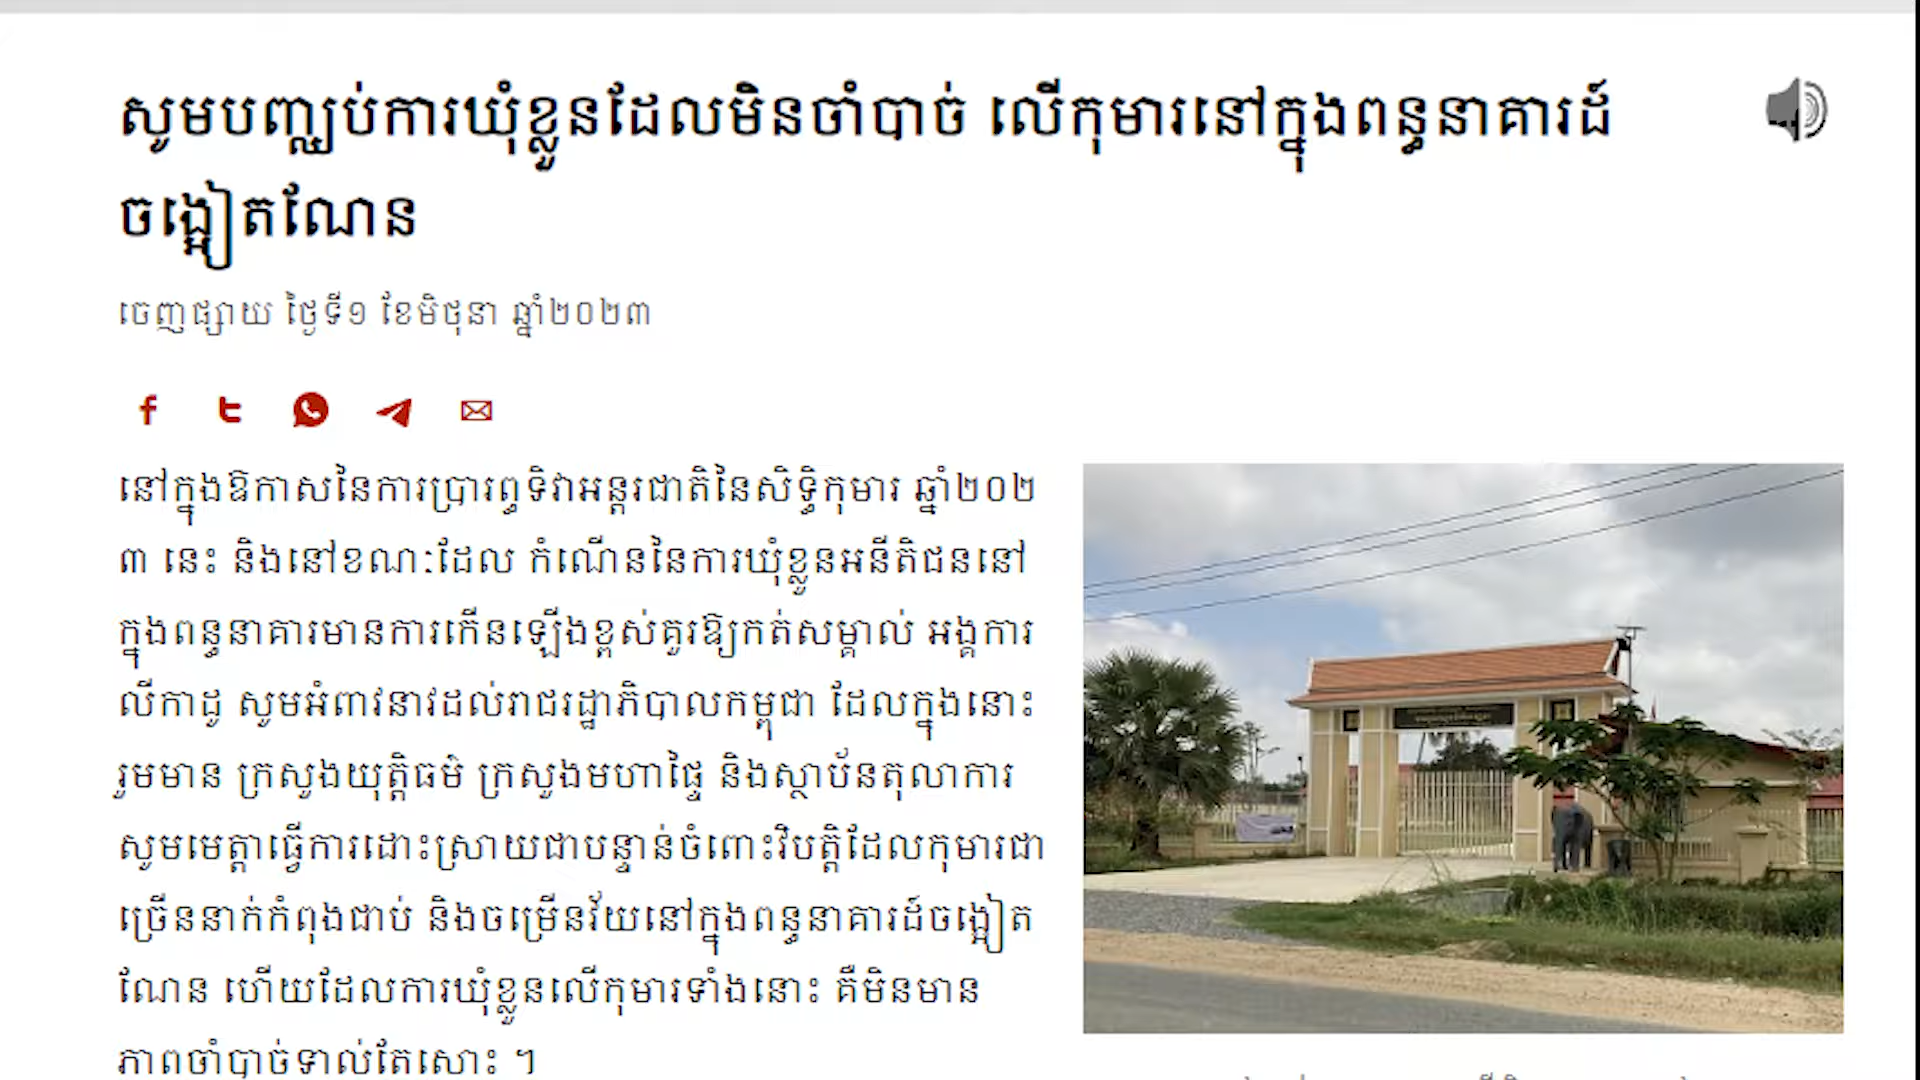 សូមបញ្ឈប់ការឃុំខ្លួនដែលមិនចាំបាច់ លើកុមារនៅក្នុងពន្ធនាគារដ៍
ចង្អៀតណែន
ចេញផ្សាយ ថ្ងៃទី១ ខែមិថុនា ឆ្នាំ២០២៣
នៅក្នុងឱកាសនៃការប្រារព្ធទិវាអន្តរជាតិនៃសិទ្ធិកុមារ ឆ្នាំ២០២
៣ នេះ និងនៅខណៈដែល កំណើននៃការឃុំខ្លួនអនីតិជននៅ
ក្នុងពន្ធនាគារមានការកើនឡើងខ្ពស់គួរឱ្យកត់សម្គាល់ អង្គការ
លីកាដូ សូមអំពាវនាវដល់រាជរដ្ឋាភិបាលកម្ពុជា ដែលក្នុងនោះ
រួមមាន ក្រសួងយុត្តិធម៌ ក្រសួងមហាផ្ទៃ និងស្ថាប័នតុលាការ
សូមមេត្តាធ្វើការដោះស្រាយជាបន្ទាន់ចំពោះវិបត្តិដែលកុមារជា
ច្រើននាក់កំពុងជាប់ និងចម្រើនវ័យនៅក្នុងពន្ធនាគារដ៍ចង្អៀត
ណែន ហើយដែលការឃុំខ្លួនលើកុមារទាំងនោះ គឺមិនមាន
ភាពចាំបាច់ទាល់តែសោះ ។